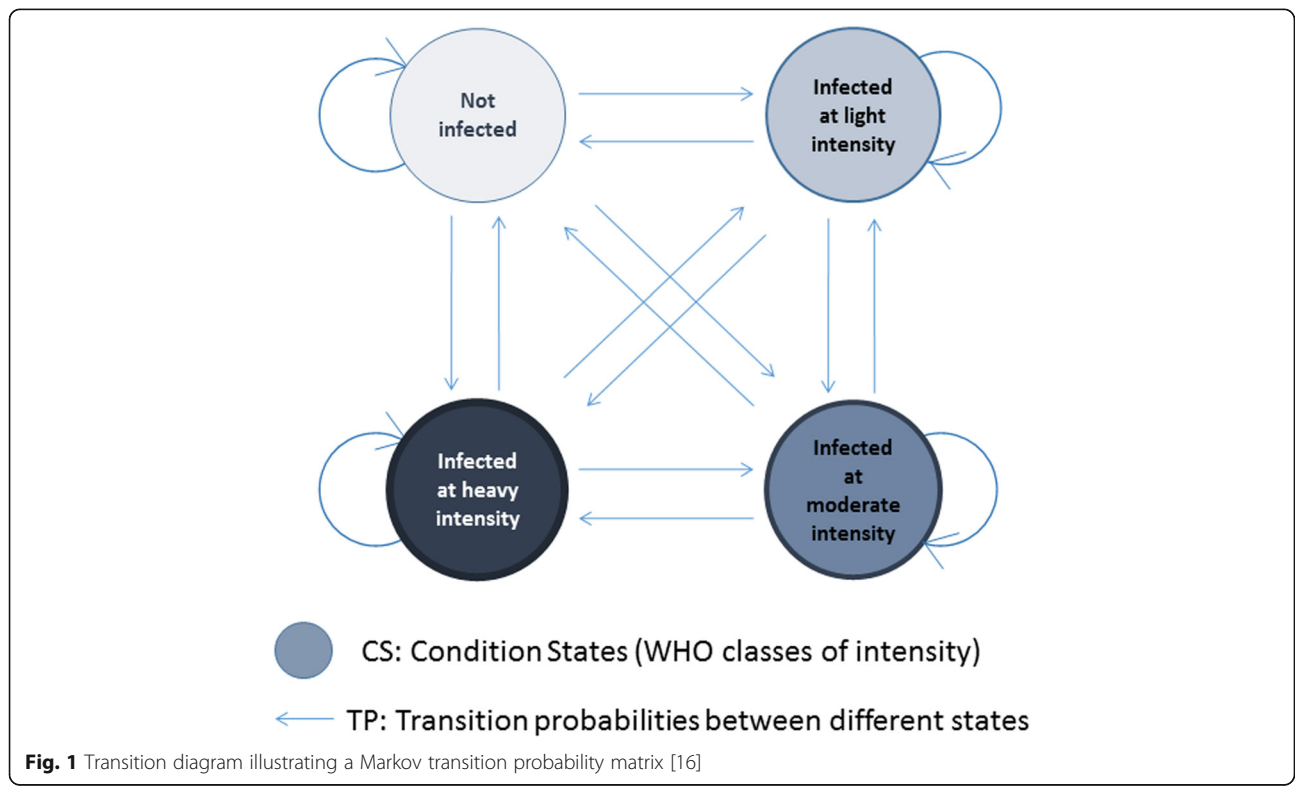 Not
infected
Infected
at light
intensity
Infected
at heavy
intensity
Infected
at
moderate
intensity
CS: Condition States (WHO classes of intensity)
TP: Transition probabilities between different states
Fig. 1 Transition diagram illustrating a Markov transition probability matrix [16]